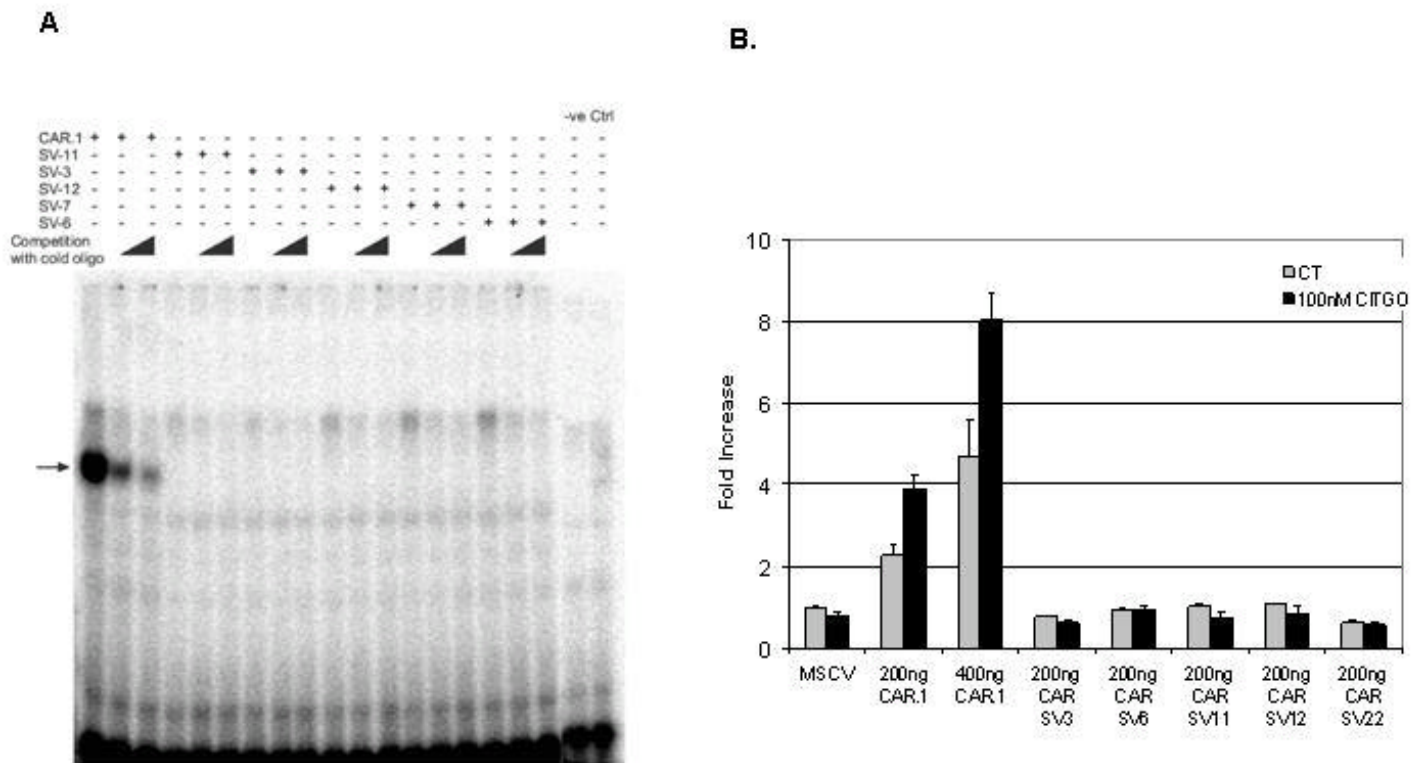 A
B.
-ve Ctrl
CAR.1 + + + - - - - - - - - - - - - - - - - -
SV-11 - - - + + + - - - - - - - - - - - - - -
SV-3 - - - - - - + + + - - - - - - - - - - -
SV-12 - - - - - - - - - + + + - - - - - - - -
SV-7 - - - - - - - - - - - - + + + - - - - -
SV-6 - - - - - - - - - - - - - - - + + + - -
Competition
with cold oligo
10
8
6
4
2
0
Fold Increase
CT
100nM CITGO
MSCV
200ng CAR.1
400ng CAR.1
200ng CAR SV3
200ng CAR SV6
200ng CAR SV11
200ng CAR SV12
200ng CAR SV22